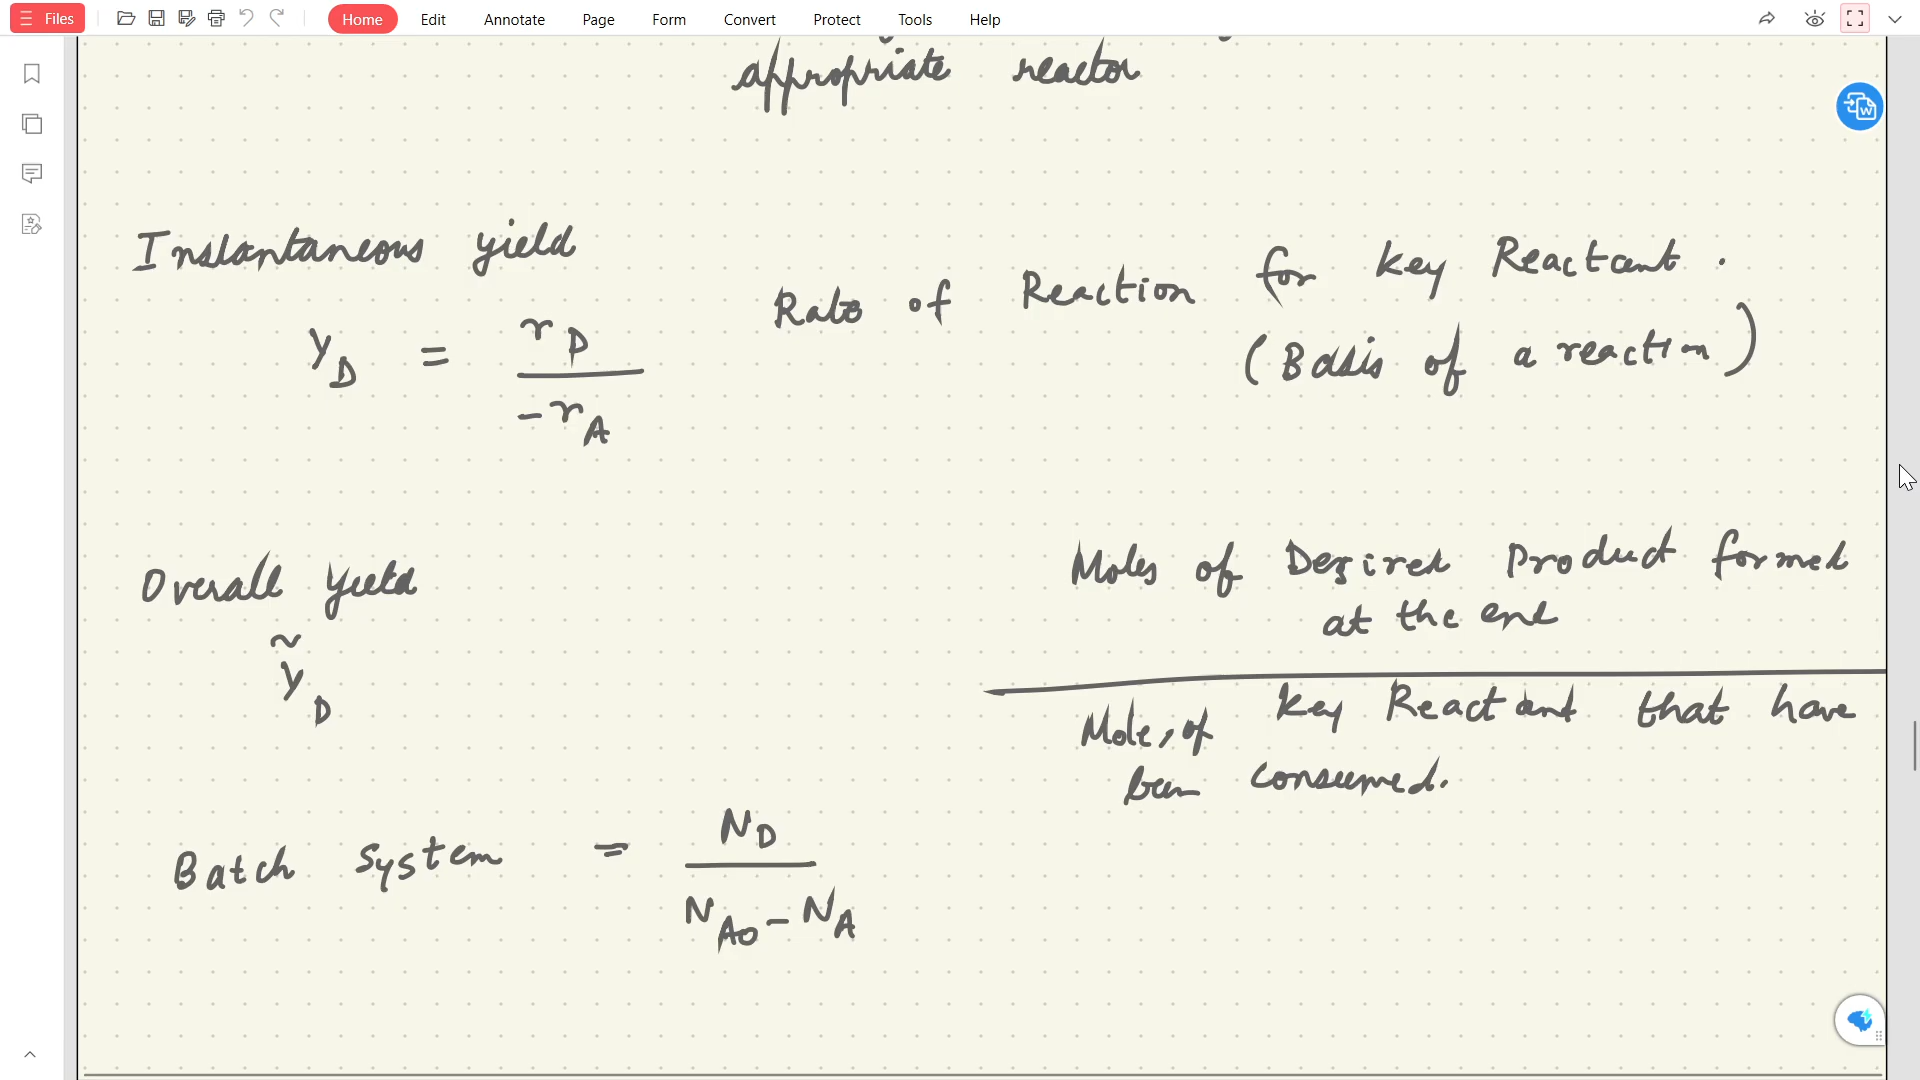 Files
Home Edit Annotate Page Form Convert Protect Tools Help
appropriate reactor
Instantaneous yield
Rate of Reaction for key Reactant.
(Basis of a reaction)
Y_D = r_D / -r_A
Overall yield
Ỹ_D
Moles of Desired Product formed
at the end
Moles of key Reactant that have
been consumed.
Batch system = N_D / N_A0 - N_A